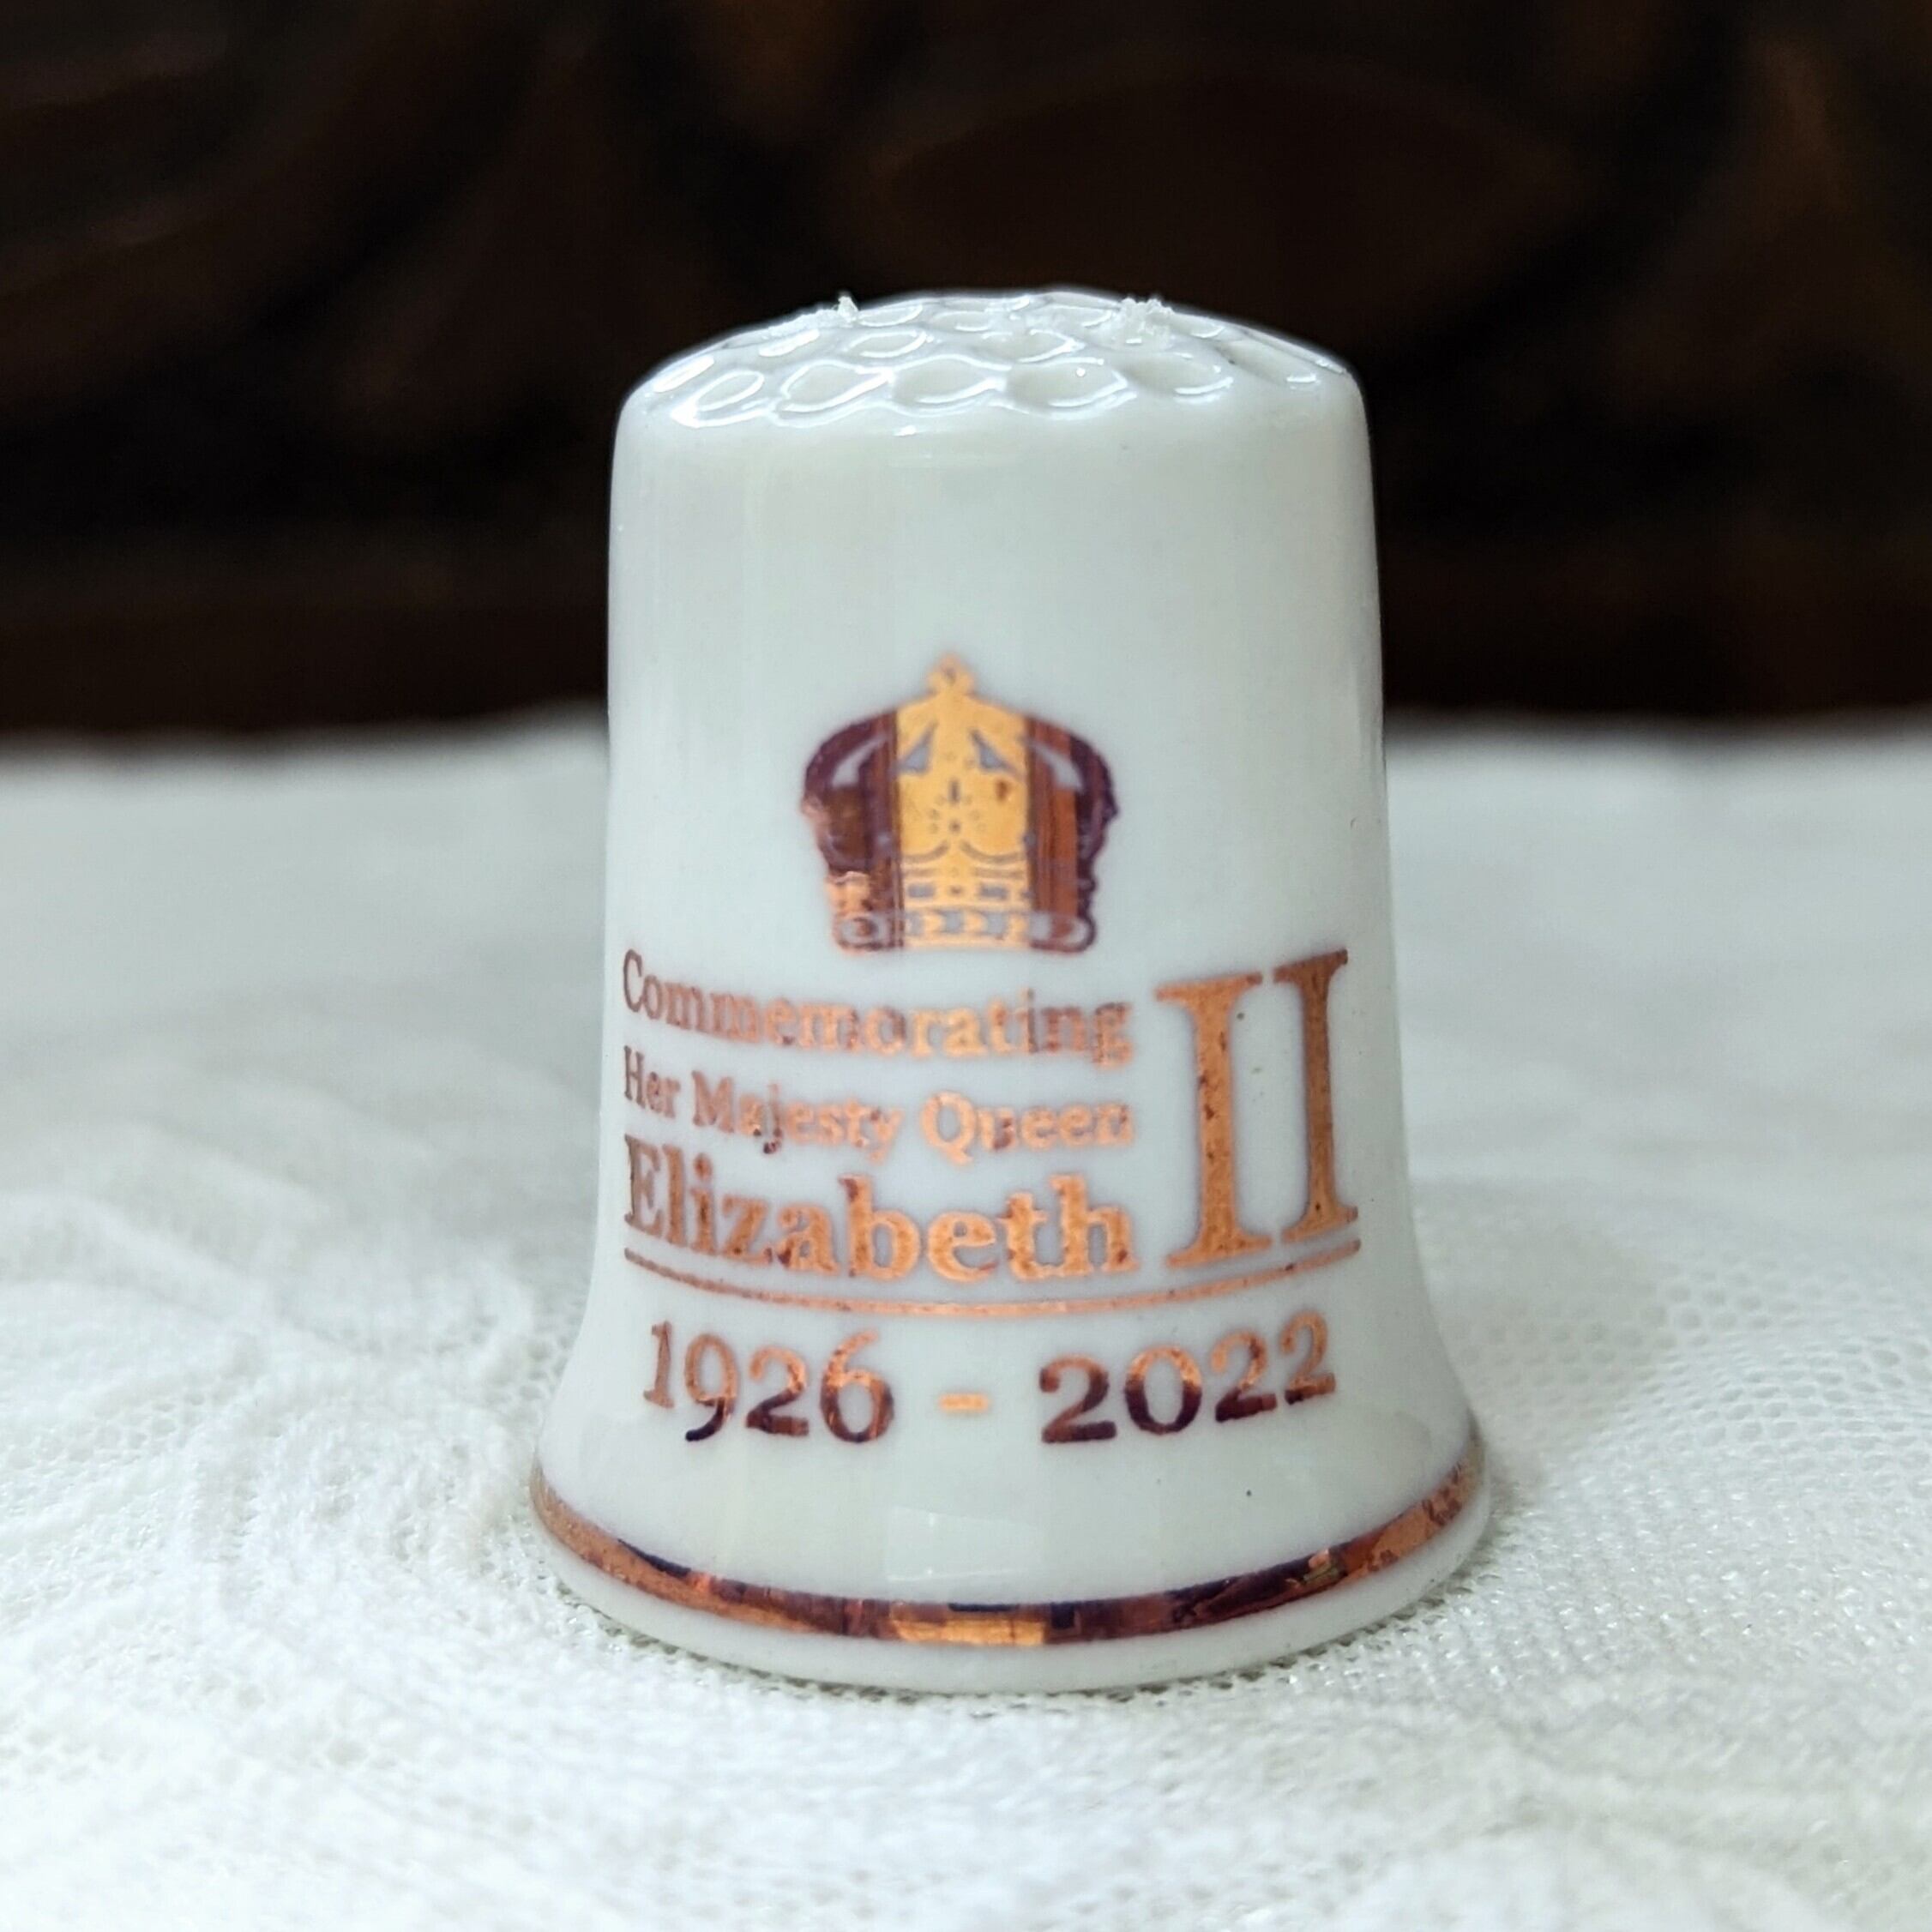 Commemorating
Her Majesty Queen
Elizabeth II
1926 - 2022